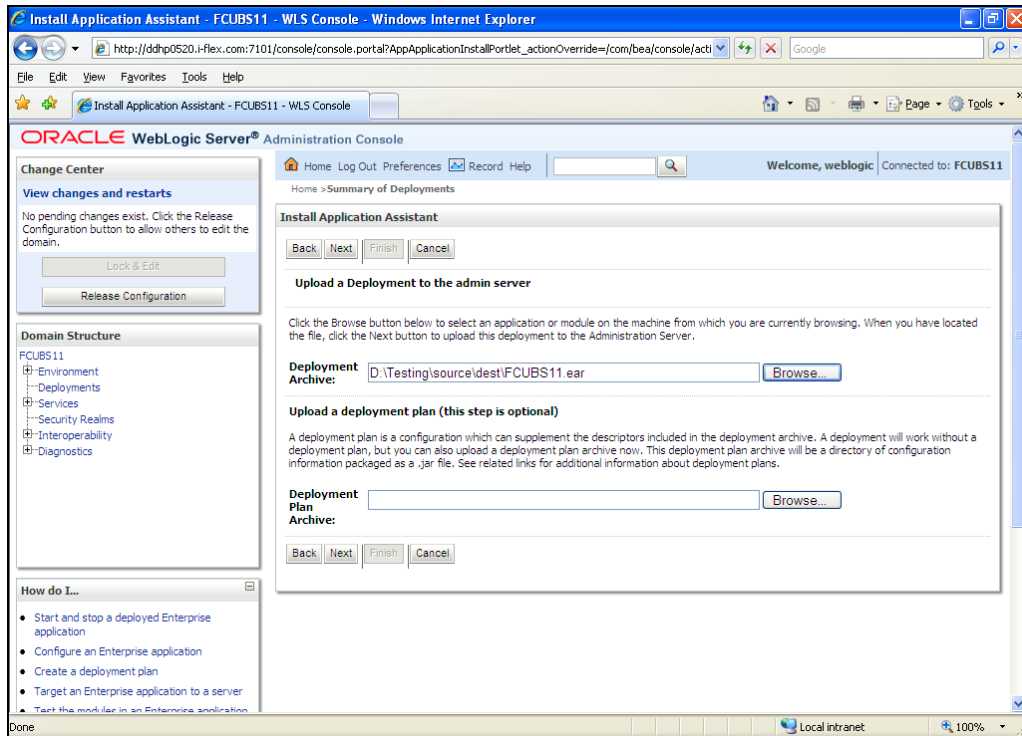 Install Application Assistant - FCUBS11 - WLS Console - Windows Internet Explorer
http://ddhp0520.i-flex.com:7101/console/console.portal?AppApplicationInstallPortlet_actionOverride=/com/bea/console/acti
Google
File Edit View Favorites Tools Help
Install Application Assistant - FCUBS11 - WLS Console
Page Tools »
ORACLE WebLogic Server® Administration Console
Change Center
View changes and restarts
No pending changes exist. Click the Release
Configuration button to allow others to edit the
domain.
Lock & Edit
Release Configuration
Domain Structure
FCUBS11
Environment
Deployments
Services
Security Realms
Interoperability
Diagnostics
How do I...
Start and stop a deployed Enterprise
application
Configure an Enterprise application
Create a deployment plan
Target an Enterprise application to a server
Test the modules in an Enterprise application
Home Log Out Preferences Record Help
Welcome, weblogic Connected to: FCUBS11
Home >Summary of Deployments
Install Application Assistant
Back Next Finish Cancel
Upload a Deployment to the admin server
Click the Browse button below to select an application or module on the machine from which you are currently browsing. When you have located
the file, click the Next button to upload this deployment to the Administration Server.
Deployment
Archive:
D:\Testing\source\dest\FCUBS11.ear
Browse...
Upload a deployment plan (this step is optional)
A deployment plan is a configuration which can supplement the descriptors included in the deployment archive. A deployment will work without a
deployment plan, but you can also upload a deployment plan archive now. This deployment plan archive will be a directory of configuration
information packaged as a .jar file. See related links for additional information about deployment plans.
Deployment
Plan
Archive:
Browse...
Back Next Finish Cancel
Done
Local intranet
100%